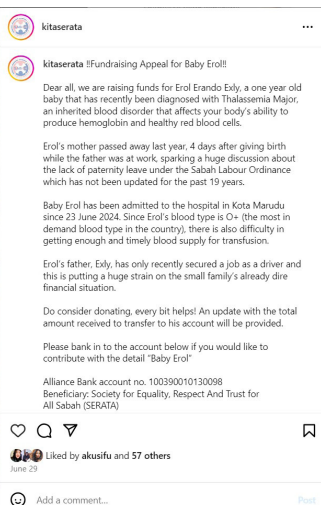 kitaserata
kitaserata !!Fundraising Appeal for Baby Erol!!
Dear all, we are raising funds for Erol Erando Exly, a one year old
baby that has recently been diagnosed with Thalassemia Major,
an inherited blood disorder that affects your body's ability to
produce hemoglobin and healthy red blood cells.
Erol's mother passed away last year, 4 days after giving birth
while the father was at work, sparking a huge discussion about
the lack of paternity leave under the Sabah Labour Ordinance
which has not been updated for the past 19 years.
Baby Erol has been admitted to the hospital in Kota Marudu
since 23 June 2024. Since Erol's blood type is O+ (the most in
demand blood type in the country), there is also difficulty in
getting enough and timely blood supply for transfusion.
Erol's father, Exly, has only recently secured a job as a driver and
this is putting a huge strain on the small family's already dire
financial situation.
Do consider donating, every bit helps! An update with the total
amount received to transfer to his account will be provided.
Please bank in to the account below if you would like to
contribute with the detail "Baby Erol"
Alliance Bank account no. 100390010130098
Beneficiary: Society for Equality, Respect And Trust for
All Sabah (SERATA)
Liked by akusifu and 57 others
June 29
Add a comment...
Post